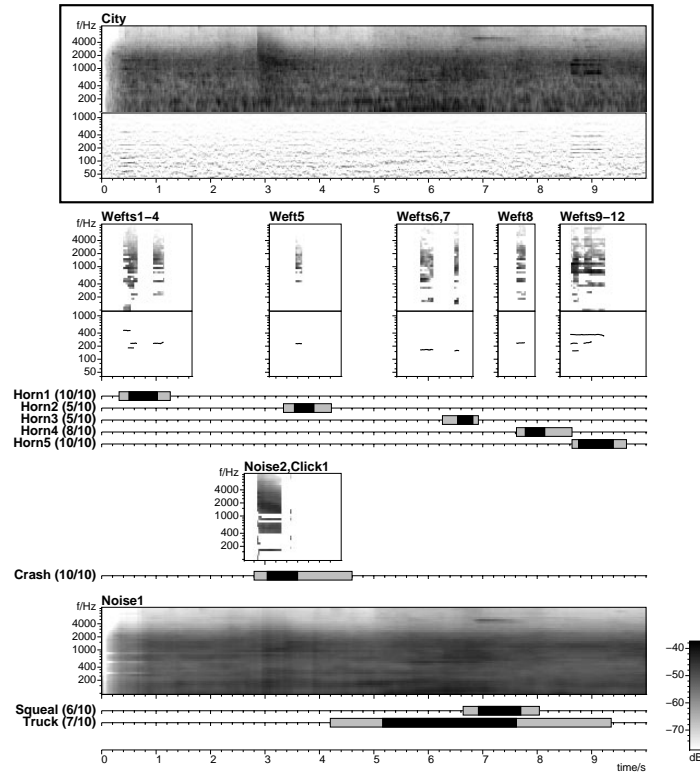 City
f/Hz
4000
2000
1000
400
200
1000
400
200
100
50
0 1 2 3 4 5 6 7 8 9
Wefts1−4 Weft5 Wefts6,7 Weft8 Wefts9−12
f/Hz
4000
2000
1000
400
200
1000
400
200
100
50
Horn1 (10/10)
Horn2 (5/10)
Horn3 (5/10)
Horn4 (8/10)
Horn5 (10/10)
Noise2,Click1
f/Hz
4000
2000
1000
400
200
Crash (10/10)
Noise1
f/Hz
4000
2000
1000
400
200
−40
−50
−60
−70
dB
Squeal (6/10)
Truck (7/10)
0 1 2 3 4 5 6 7 8 9
time/s